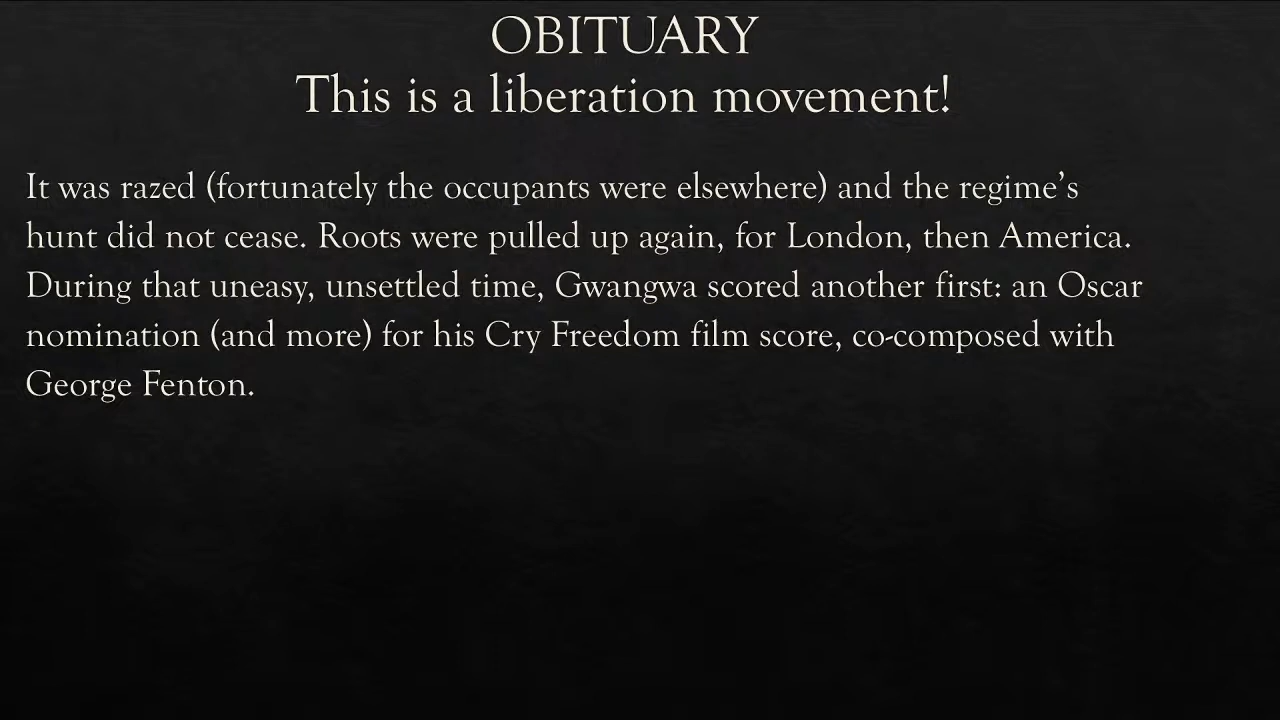 OBITUARY
This is a liberation movement!
It was razed (fortunately the occupants were elsewhere) and the regime’s
hunt did not cease. Roots were pulled up again, for London, then America.
During that uneasy, unsettled time, Gwangwa scored another first: an Oscar
nomination (and more) for his Cry Freedom film score, co-composed with
George Fenton.